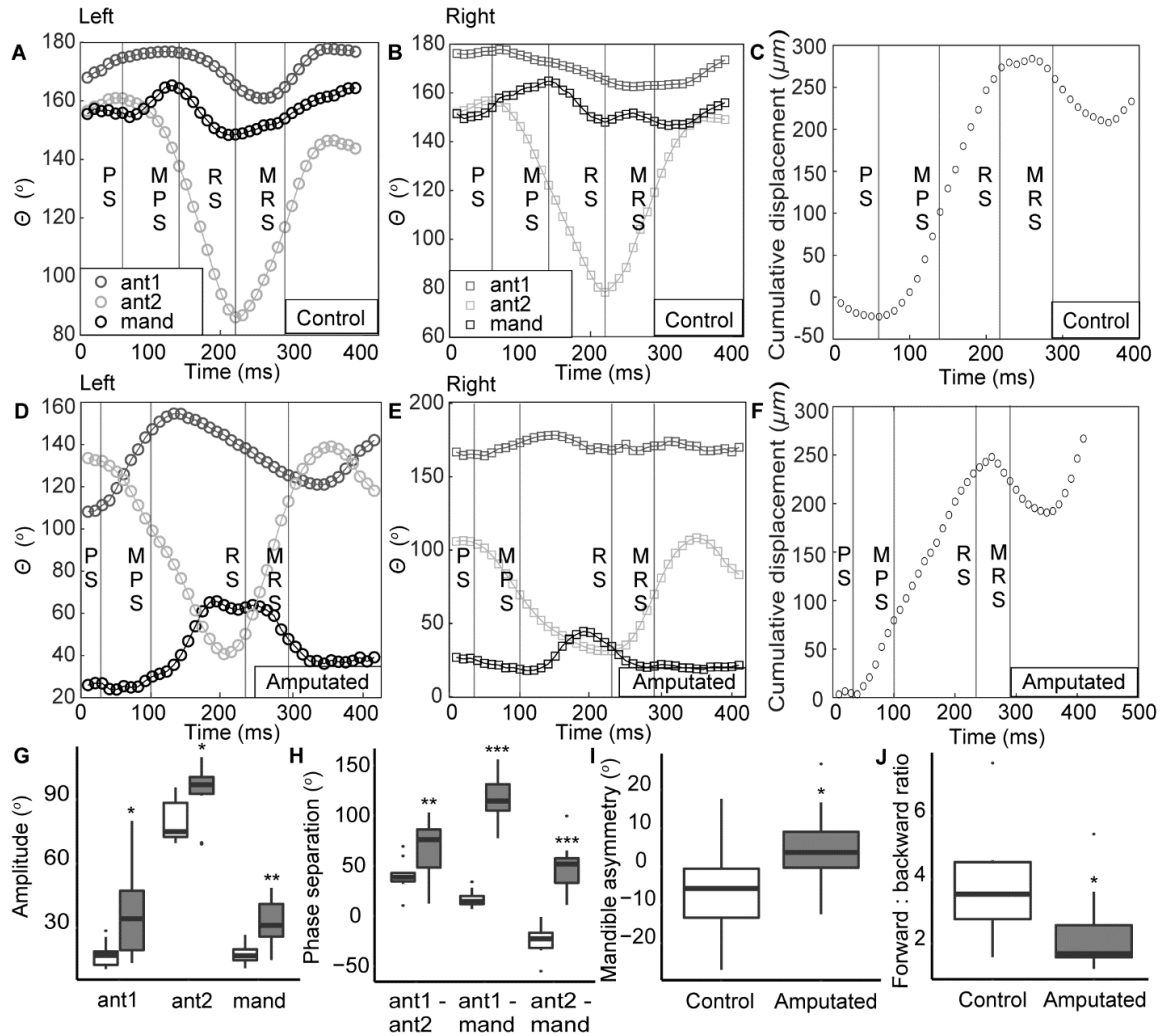 Left
Right
A
180
160
140
120
100
80
Θ (o)
P S
M P S
R S
M R S
ant1
ant2
mand
Control
0 100 200 300 400
Time (ms)
B
180
160
140
120
100
80
60
Θ (o)
P S
M P S
R S
M R S
ant1
ant2
mand
Control
0 100 200 300 400
Time (ms)
C
300
250
200
150
100
50
0
-50
Cumulative displacement (μm)
P S
M P S
R S
M R S
Control
0 100 200 300 400
Time (ms)
Left
Right
D
160
140
120
100
80
60
40
20
Θ (o)
P S
M P S
R S
M R S
Amputated
0 100 200 300 400
Time (ms)
E
200
150
100
50
0
Θ (o)
P S
M P S
R S
M R S
Amputated
0 100 200 300 400
Time (ms)
F
300
250
200
150
100
50
0
Cumulative displacement (μm)
P S
M P S
R S
M R S
Amputated
0 100 200 300 400 500
Time (ms)
G
90
60
30
Amplitude (o)
*
*
**
ant1 ant2 mand
H
150
100
50
0
−50
Phase separation (o)
**
***
***
ant1 - ant2
ant1 - mand
ant2 - mand
I
20
10
0
−10
−20
Mandible asymmetry (o)
*
Control Amputated
J
6
4
2
Forward : backward ratio
*
Control Amputated